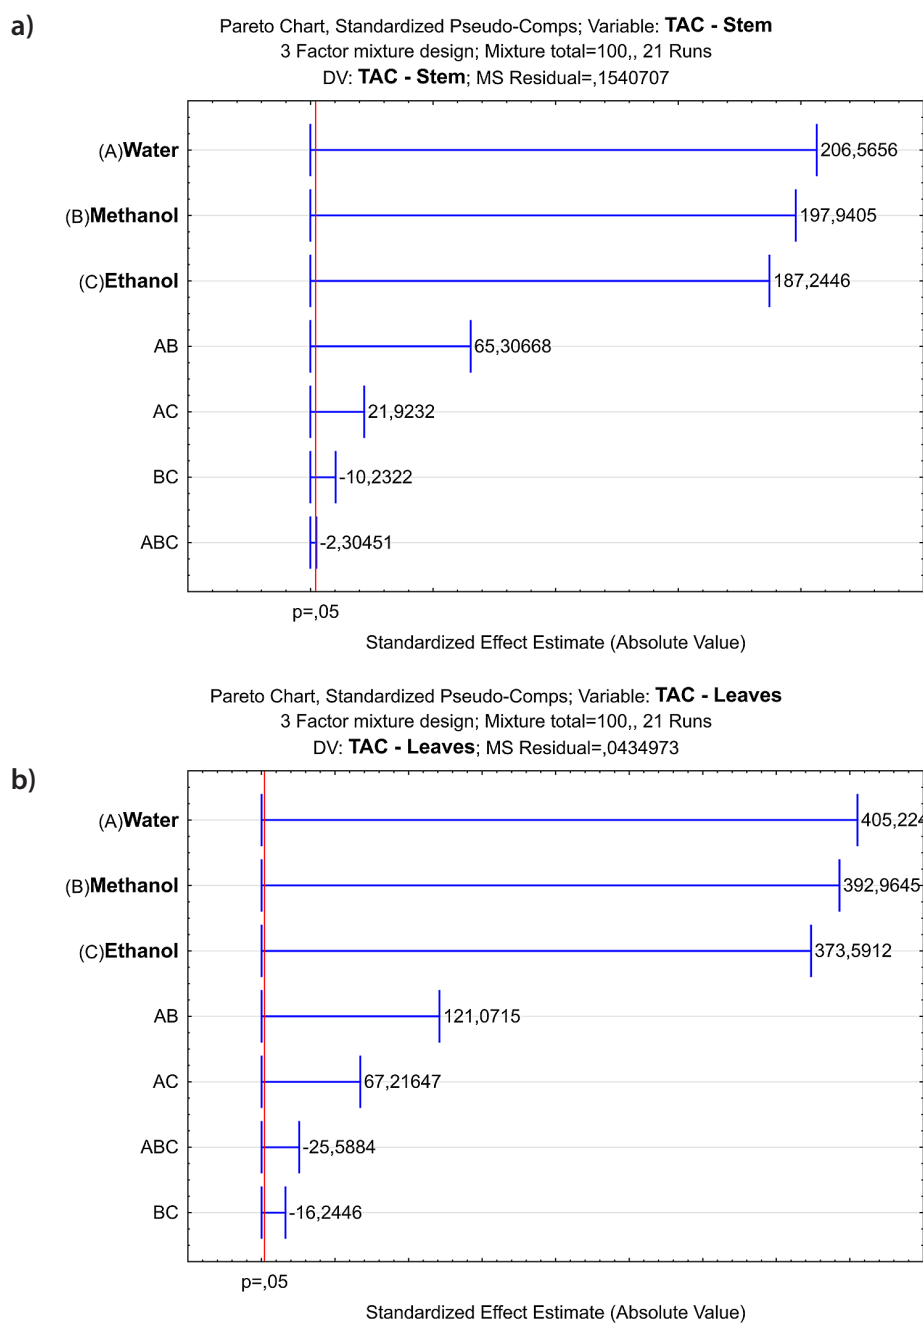 a)
Pareto Chart, Standardized Pseudo-Comps; Variable: TAC - Stem
3 Factor mixture design; Mixture total=100,, 21 Runs
DV: TAC - Stem; MS Residual=,1540707
(A)Water 206,5656
(B)Methanol 197,9405
(C)Ethanol 187,2446
AB 65,30668
AC 21,9232
BC -10,2322
ABC -2,30451
p=,05
Standardized Effect Estimate (Absolute Value)
b)
Pareto Chart, Standardized Pseudo-Comps; Variable: TAC - Leaves
3 Factor mixture design; Mixture total=100,, 21 Runs
DV: TAC - Leaves; MS Residual=,0434973
(A)Water 405,224
(B)Methanol 392,9645
(C)Ethanol 373,5912
AB 121,0715
AC 67,21647
ABC -25,5884
BC -16,2446
p=,05
Standardized Effect Estimate (Absolute Value)